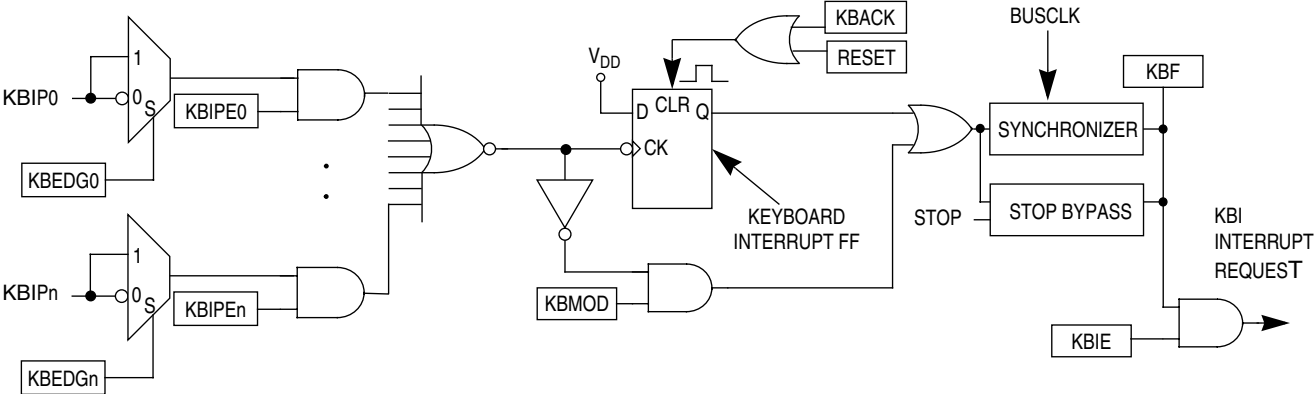 KBACK
RESET
BUSCLK
V DD
KBF
1
KBIP0
0
S
KBIPE0
KBEDG0
CLR
D
Q
CK
SYNCHRONIZER
STOP BYPASS
STOP
KEYBOARD
INTERRUPT FF
KBI
INTERRUPT
REQUEST
1
KBIPn
0
S
KBIPEn
KBEDGn
KBMOD
KBIE